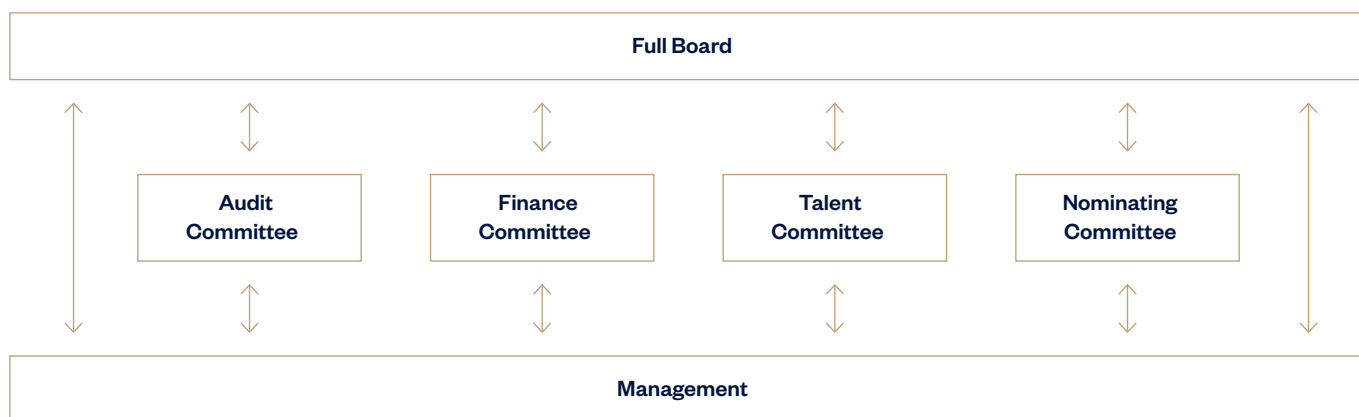 Full Board
Audit
Committee
Finance
Committee
Talent
Committee
Nominating
Committee
Management